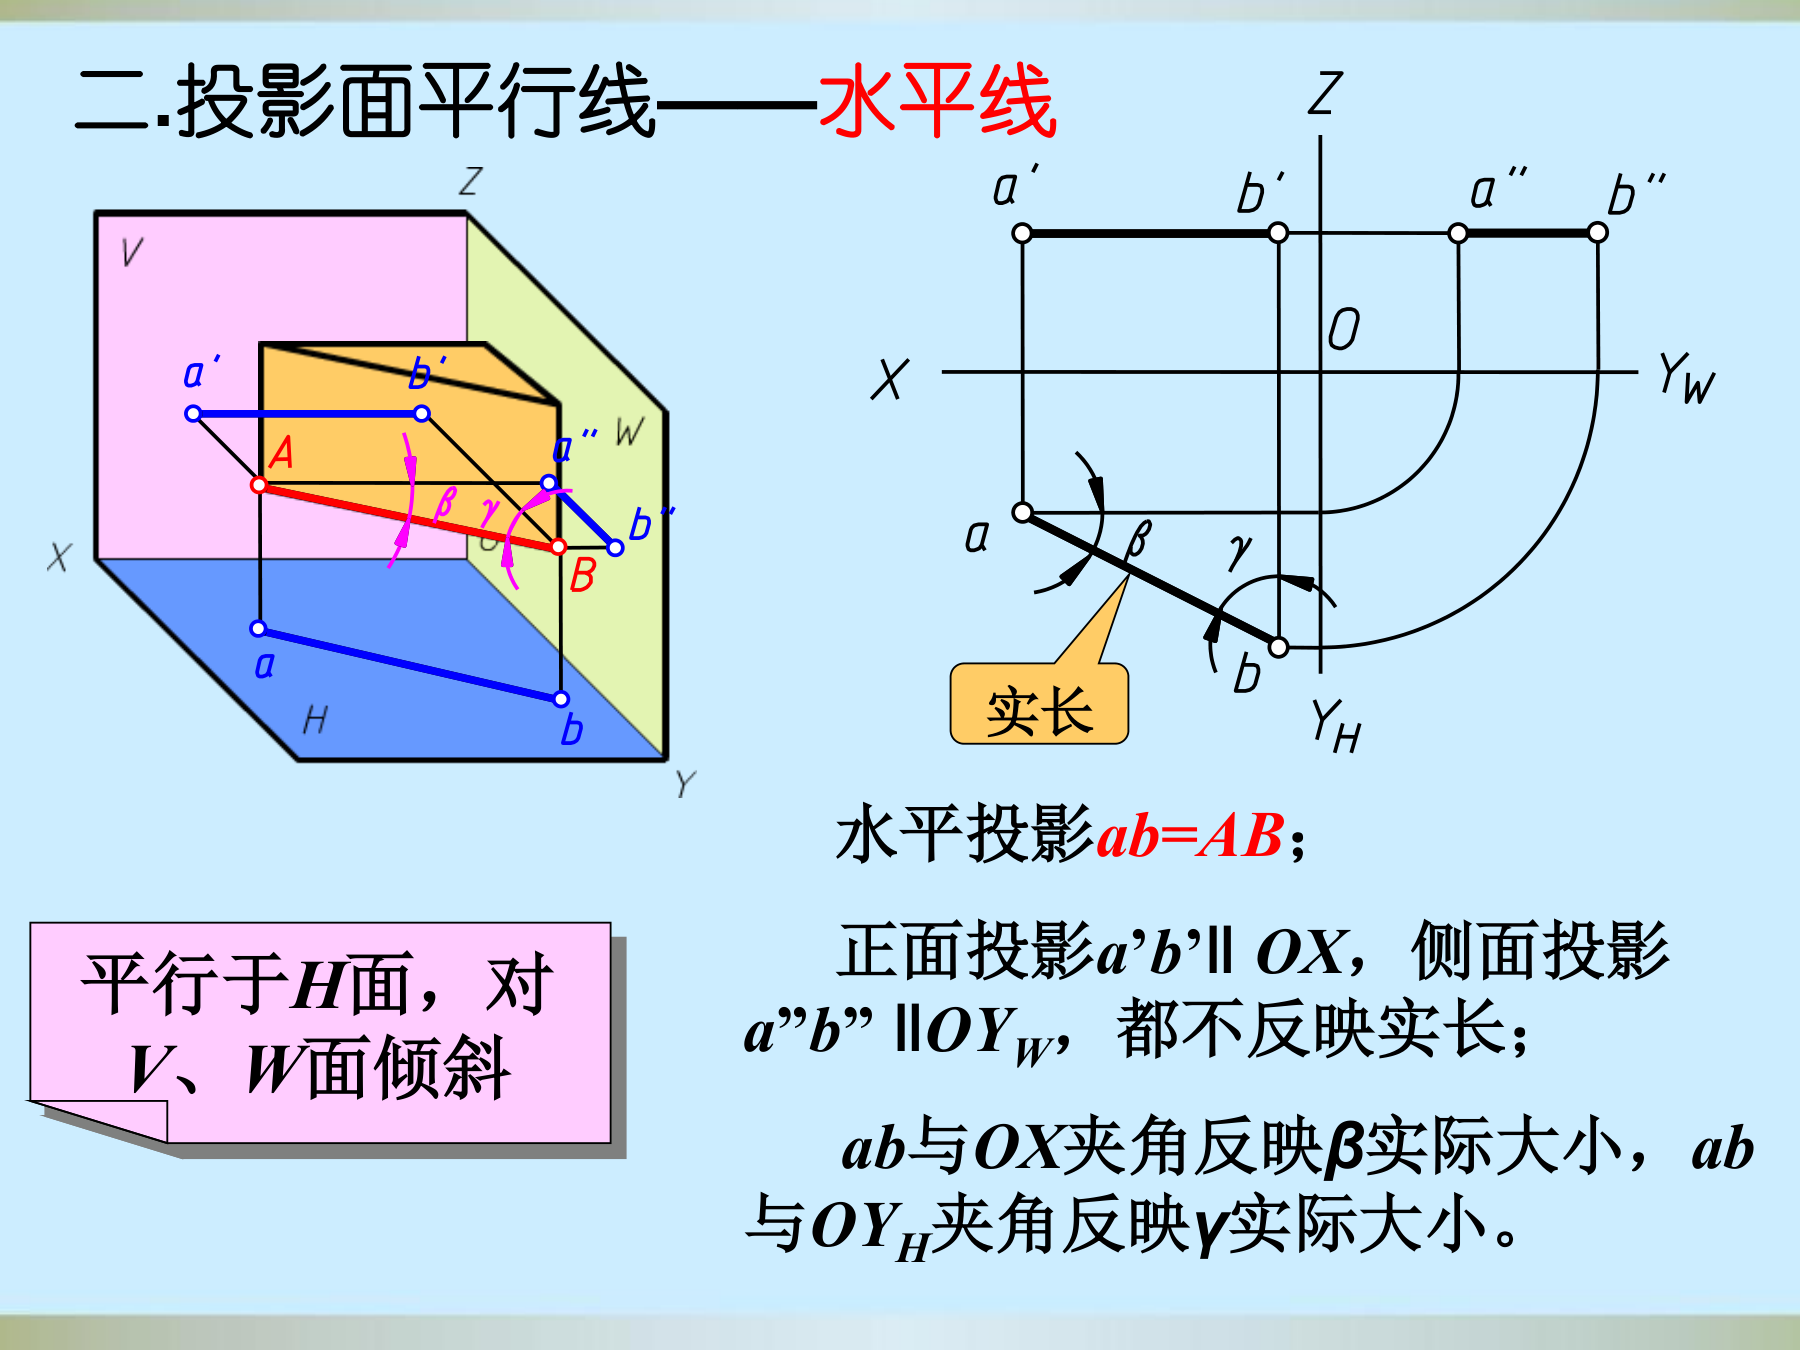 二.投影面平行线——水平线
Z
V
a′
b′
A
a″
W
β
γ
b″
X
O
B
a
H
b
Y
Z
a′
b′
a″
b″
O
X
YW
a
β
γ
b
实长
YH
水平投影ab=AB；
正面投影a’b’‖ OX，侧面投影
a”b” ‖OYW，都不反映实长；
ab与OX夹角反映β实际大小，ab
与OYH夹角反映γ实际大小。
平行于H面，对
V、W面倾斜